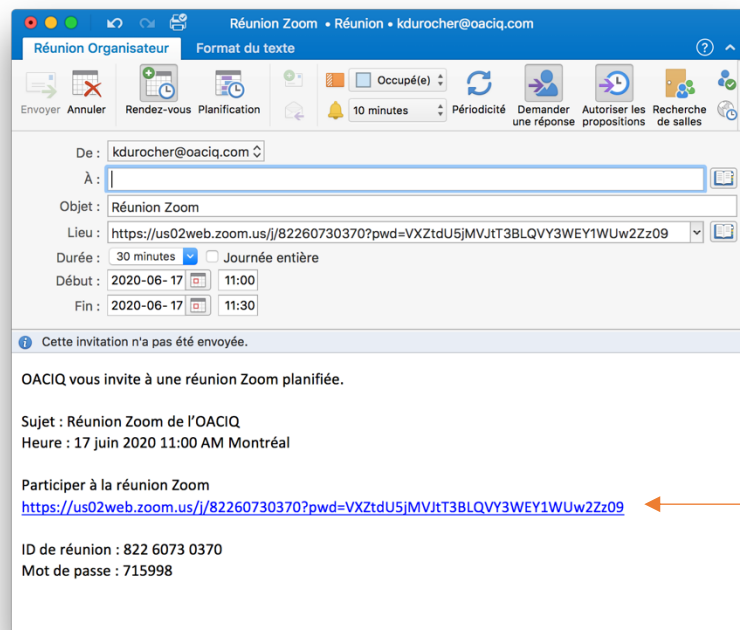 Réunion Zoom • Réunion • kdurocher@oaciq.com
Réunion Organisateur Format du texte ?
Occupé(e)
10 minutes
Envoyer Annuler Rendez-vous Planification Périodicité Demander une réponse Autoriser les propositions Recherche de salles
De : kdurocher@oaciq.com
À :
Objet : Réunion Zoom
Lieu : https://us02web.zoom.us/j/82260730370?pwd=VXZtdU5jMVJtT3BLQVY3WEY1WUw2Zz09
Durée : 30 minutes Journée entière
Début : 2020-06- 17 11:00
Fin : 2020-06- 17 11:30
Cette invitation n'a pas été envoyée.
OACIQ vous invite à une réunion Zoom planifiée.
Sujet : Réunion Zoom de l’OACIQ
Heure : 17 juin 2020 11:00 AM Montréal
Participer à la réunion Zoom
https://us02web.zoom.us/j/82260730370?pwd=VXZtdU5jMVJtT3BLQVY3WEY1WUw2Zz09
ID de réunion : 822 6073 0370
Mot de passe : 715998